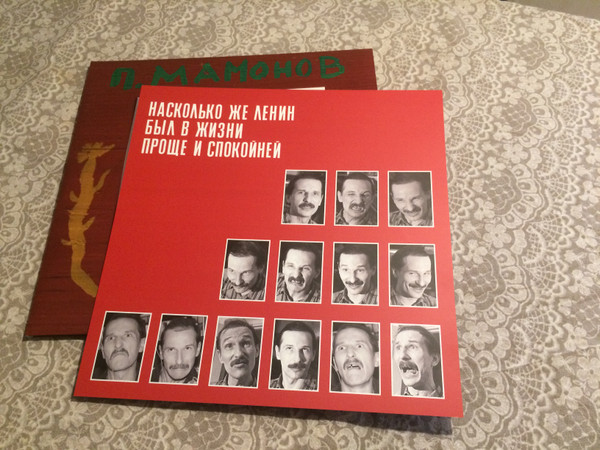 П. МАМОНОВ
НАСКОЛЬКО ЖЕ ЛЕНИН
БЫЛ В ЖИЗНИ
ПРОЩЕ И СПОКОЙНЕЙ